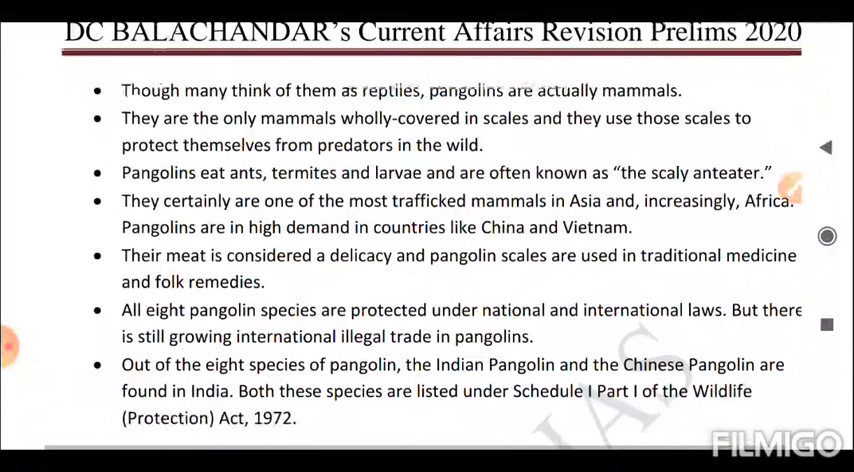 DC BALACHANDAR's Current Affairs Revision Prelims 2020
• Though many think of them as reptiles, pangolins are actually mammals.
• They are the only mammals wholly-covered in scales and they use those scales to
protect themselves from predators in the wild.
• Pangolins eat ants, termites and larvae and are often known as “the scaly anteater.”
• They certainly are one of the most trafficked mammals in Asia and, increasingly, Africa.
Pangolins are in high demand in countries like China and Vietnam.
• Their meat is considered a delicacy and pangolin scales are used in traditional medicine
and folk remedies.
• All eight pangolin species are protected under national and international laws. But there
is still growing international illegal trade in pangolins.
• Out of the eight species of pangolin, the Indian Pangolin and the Chinese Pangolin are
found in India. Both these species are listed under Schedule I Part I of the Wildlife
(Protection) Act, 1972.
IAS
FILMIGO